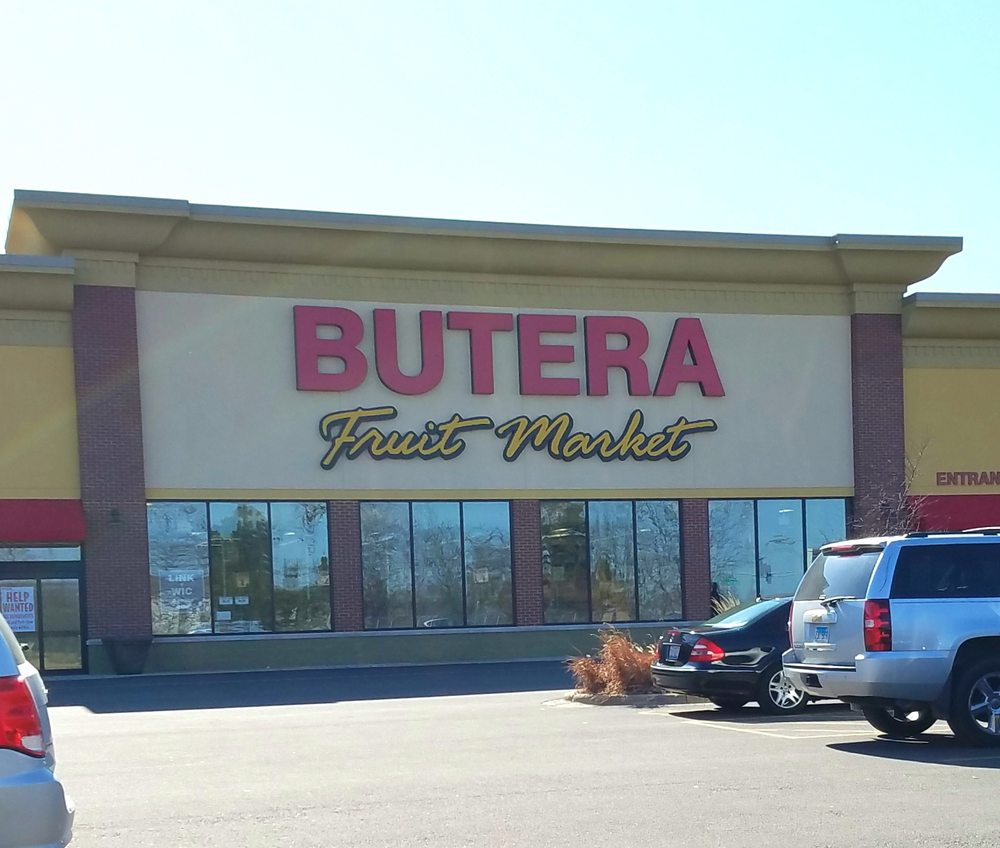 BUTERA
Fruit Market
ENTRAN
LINK
WIC
HELP
WANTED